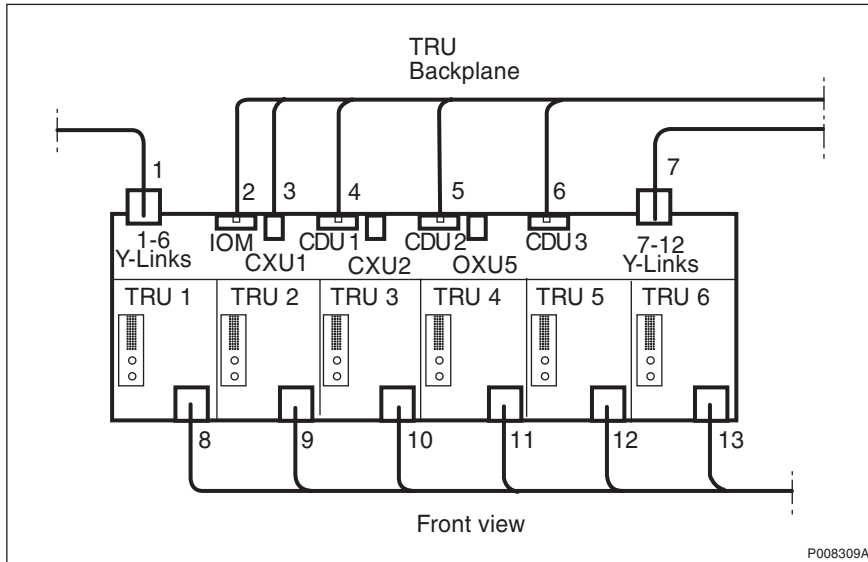 TRU
Backplane
1
2
3
4
5
6
7
1-6
Y-Links
IOM
CXU1
CDU1
CXU2
CDU2
OXU5
CDU3
7-12
Y-Links
TRU 1
TRU 2
TRU 3
TRU 4
TRU 5
TRU 6
8
9
10
11
12
13
Front view
P008309A